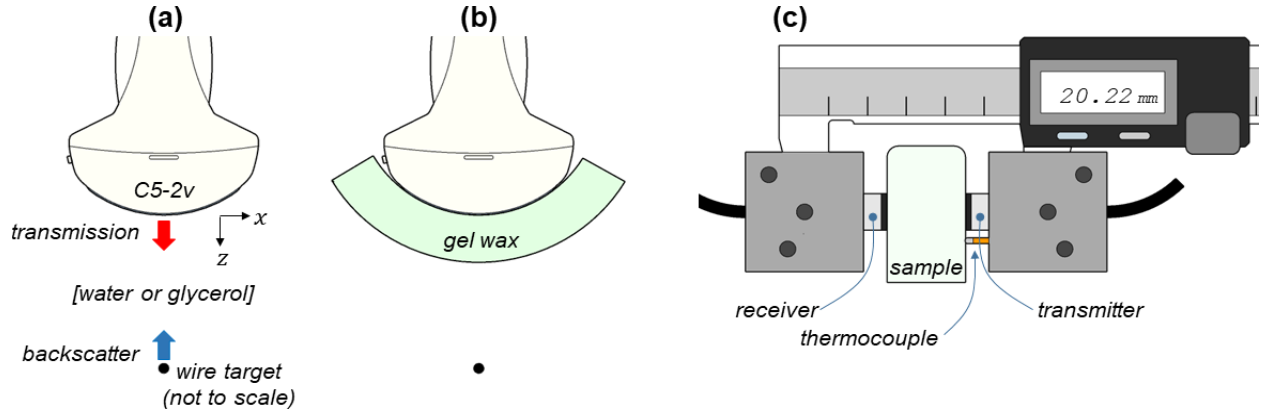 (a)
C5-2v
transmission
x
z
[water or glycerol]
backscatter
wire target
(not to scale)
(b)
gel wax
(c)
20.22 mm
sample
receiver
transmitter
thermocouple